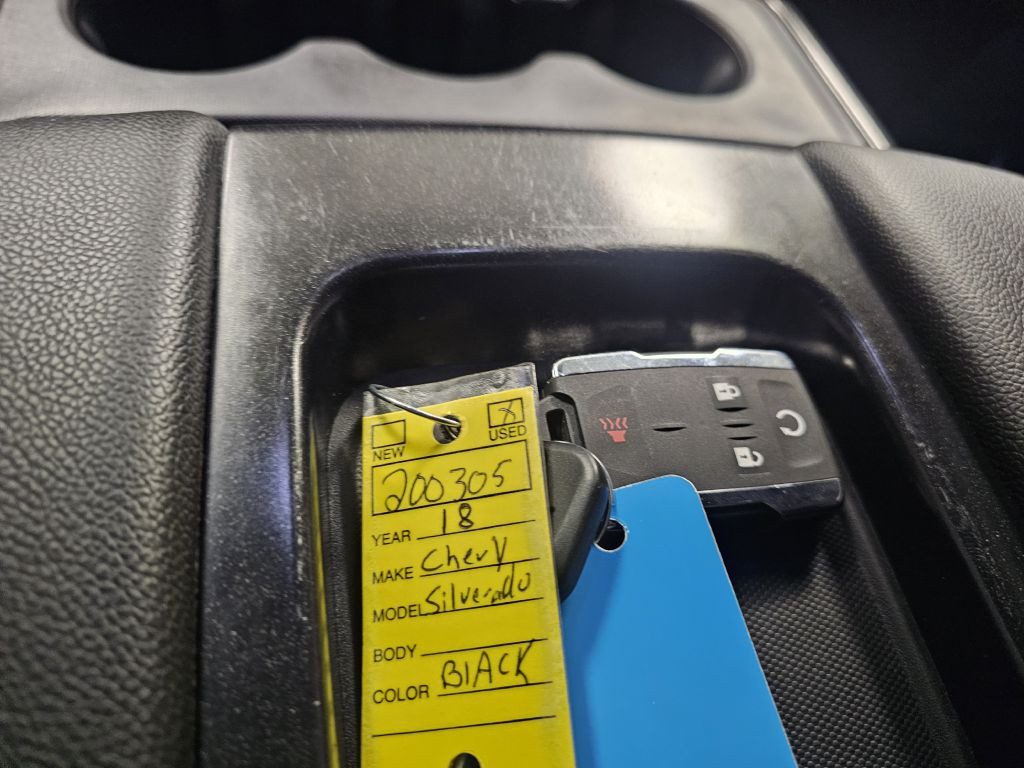 X
NEW USED
200305
YEAR 18
MAKE Chevy
MODEL Silverado
BODY
COLOR BlACK